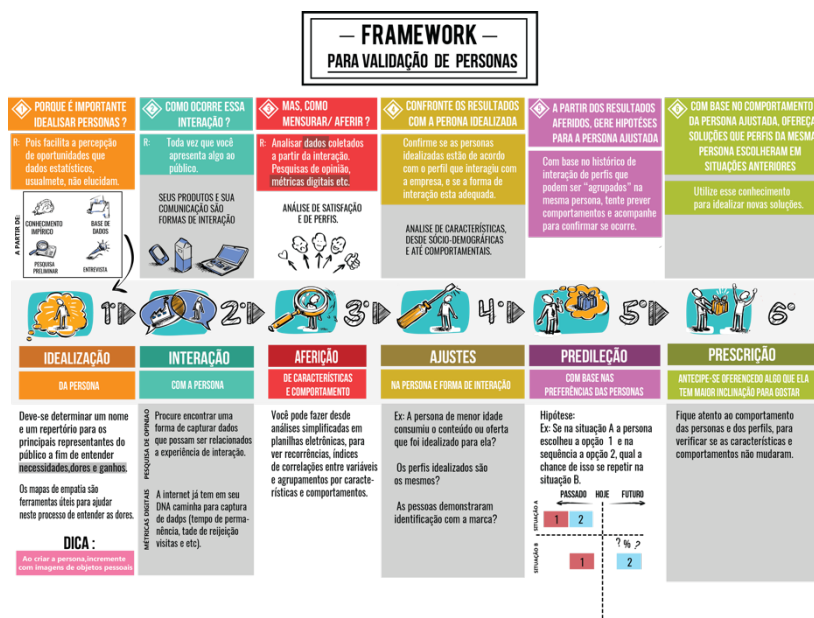 FRAMEWORK
PARA VALIDAÇÃO DE PERSONAS
1
PORQUE É IMPORTANTE
IDEALISAR PERSONAS ?
R: Pois facilita a percepção
de oportunidades que
dados estatísticos,
usualmete, não elucidam.
A PARTIR DE:
CONHECIMENTO
IMPÍRICO
BASE DE
DADOS
PESQUISA
PRELIMINAR
ENTREVISTA
2
COMO OCORRE ESSA
INTERAÇÃO ?
R: Toda vez que você
apresenta algo ao
público.
SEUS PRODUTOS E SUA
COMUNICAÇÃO SÃO
FORMAS DE INTERAÇÃO
3
MAS, COMO
MENSURAR/ AFERIR ?
R: Analisar dados coletados
a partir da interação.
Pesquisas de opinião,
métricas digitais etc.
ANÁLISE DE SATISFAÇÃO
E DE PERFIS.
4
CONFRONTE OS RESULTADOS
COM A PERONA IDEALIZADA
Confirme se as personas
idealizadas estão de acordo
com o perfil que interagiu com
a empresa, e se a forma de
interação esta adequada.
ANALISE DE CARACTERÍSTICAS,
DESDE SÓCIO-DEMOGRÁFICAS
E ATÉ COMPORTAMENTAIS.
5
A PARTIR DOS RESULTADOS
AFERIDOS, GERE HIPOTÉSES
PARA A PERSONA AJUSTADA
Com base no histórico de
interação de perfis que
podem ser “agrupados” na
mesma persona, tente prever
comportamentos e acompanhe
para confirmar se ocorre.
6
COM BASE NO COMPORTAMENTO
DA PERSONA AJUSTADA, OFEREÇA
SOLUÇÕES QUE PERFIS DA MESMA
PERSONA ESCOLHERAM EM
SITUAÇÕES ANTERIORES
Utilize esse conhecimento
para idealizar novas soluções.
1º
2º
3º
4º
5º
6º
IDEALIZAÇÃO
DA PERSONA
Deve-se determinar um nome
e um repertório para os
principais representantes do
público a fim de entender
necessidades,dores e ganhos.
Os mapas de empatia são
ferramentas úteis para ajudar
neste processo de entender as dores.
DICA :
Ao criar a persona,incremente
com imagens de objetos pessoais
INTERAÇÃO
COM A PERSONA
PESQUISA DE OPINIÃO
Procure encontrar uma
forma de capturar dados
que possam ser relacionados
a experiência de interação.
MÉTRICAS DIGITAIS
A internet já tem em seu
DNA caminha para captura
de dadps (tempo de perma-
nência, tade de reijeição
visitas e etc).
AFERIÇÃO
DE CARACTERÍSTICAS
E COMPORTAMENTO
Você pode fazer desde
análises simplificadas em
planilhas eletrônicas, para
ver recorrências, índices
de correlações entre variáveis
e agrupamentos por caracte-
rísticas e comportamentos.
AJUSTES
NA PERSONA E FORMA DE INTERAÇÃO
Ex: A persona de menor idade
consumiu o conteúdo ou oferta
que foi idealizado para ela?
Os perfis idealizados são
os mesmos?
As pessoas demonstraram
identificação com a marca?
PREDILEÇÃO
COM BASE NAS
PREFERÊNCIAS DAS PERSONAS
Hipótese:
Ex: Se na situação A a persona
escolheu a opção 1 e na
sequência a opção 2, qual a
chance de isso se repetir na
situação B.
PASSADO HOJE FUTURO
SITUAÇÃO A
1 2
SITUAÇÃO B
? % ?
1 2
PRESCRIÇÃO
ANTECIPE-SE OFERENCEDO ALGO QUE ELA
TEM MAIOR INCLINAÇÃO PARA GOSTAR
Fique atento ao comportamento
das personas e dos perfis, para
verificar se as características e
comportamentos não mudaram.